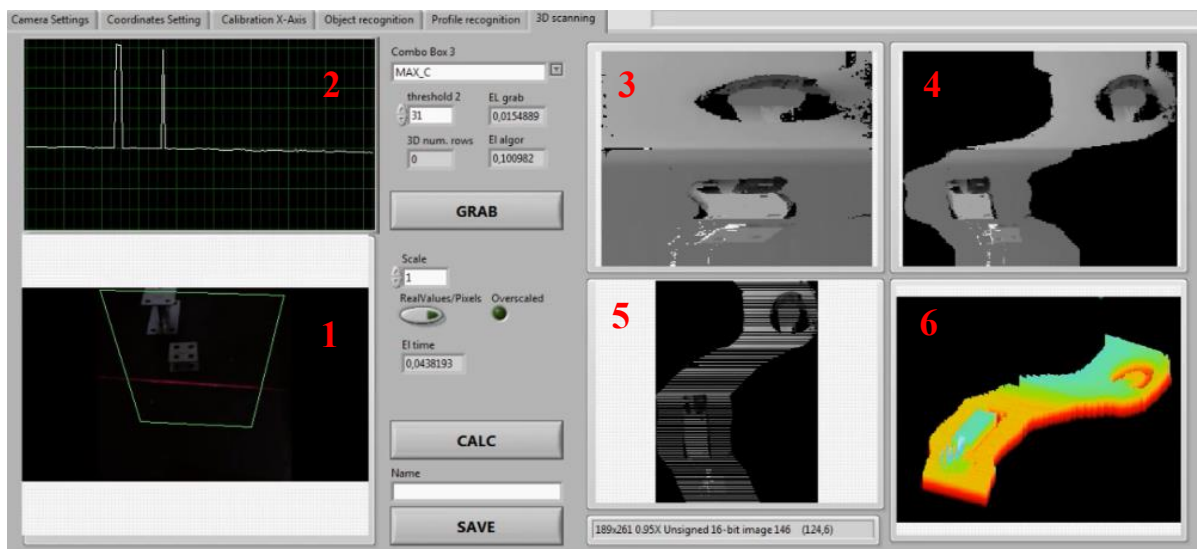 Camera Settings
Coordinates Setting
Calibration X-Axis
Object recognition
Profile recognition
3D scanning
2
Combo Box 3
MAX_C
threshold 2
EL grab
31
0,0154889
3D num. rows
El algor
0
0,100982
GRAB
3
4
1
Scale
1
RealValues/Pixels
Overscaled
El time
0,0438193
CALC
Name
SAVE
5
6
189x261 0.95X Unsigned 16-bit image 146 (124,6)